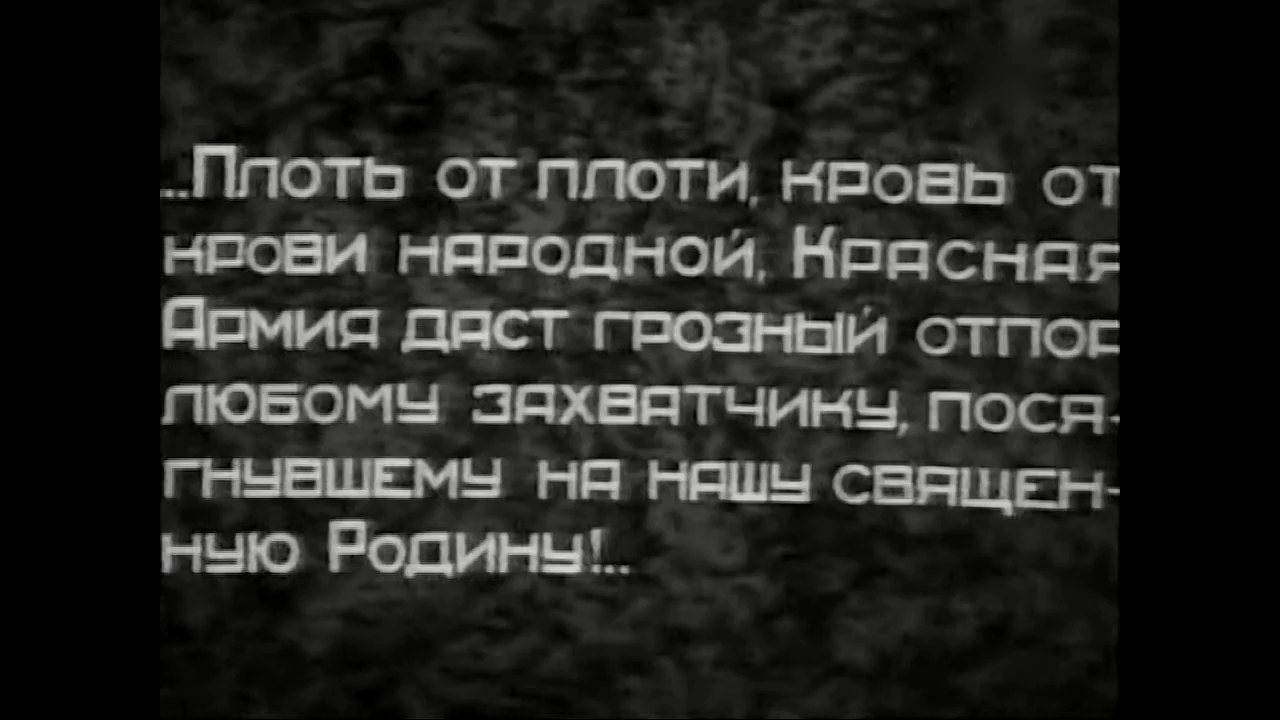 ..Плоть от плоти, кровь от
крови народной, Красная
Армия даст грозный отпор
любому захватчику, пося-
гнувшему на нашу священ-
ную Родину!..